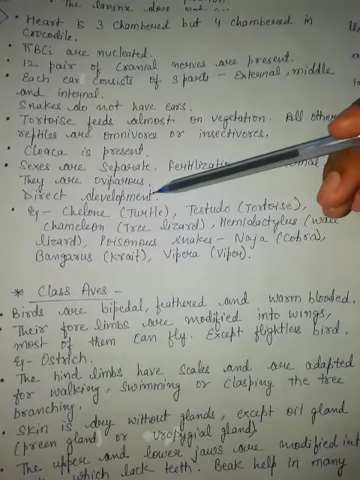 The larynx does
Heart is 3 chambered but 4 chambered in
Crocodile.
RBCs are nucleated.
12 pair of Cranial nerves are present.
Each ear consists of 3 parts - External, middle
and internal.
Snakes do not have ears.
Tortoise feeds almost on vegetation. All other
reptiles are omnivores or insectivores.
Cloaca is present.
Sexes are Separate. Fertilization
They are oviparous.
Direct development.
Eg- Chelone (Turtle), Testudo (Tortoise),
Chameleon (Tree lizard), Hemidactylus (Wall
lizard), Poisonous snakes - Naja (Cobra),
Bangarus (Krait), Vipera (Viper).
* Class Aves -
Birds are bipedal, feathered and warm blooded.
Their fore limbs are modified into wings,
most of them can fly. Except flightless bird.
Eg- Ostrich.
The hind limbs have scales and are adapted
for walking, swimming or clasping the tree
branching.
Skin is dry without glands, except oil gland
(preen gland or uropygial gland)
The upper and lower jaws are modified into
which lack teeth. Beak help in many